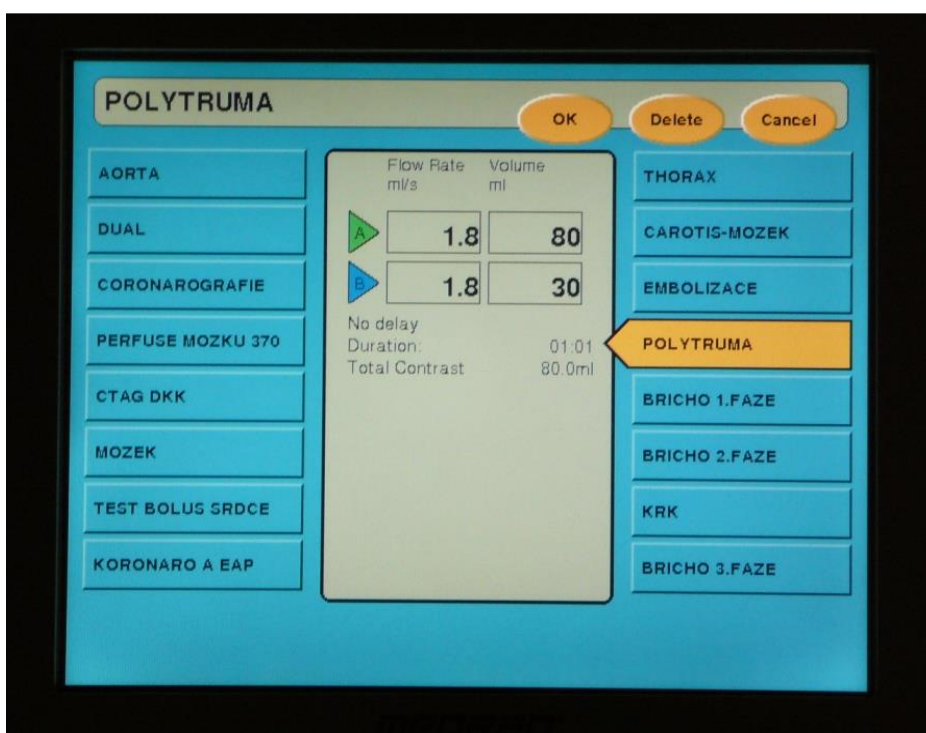 POLYTRUMA
OK
Delete
Cancel
AORTA
DUAL
CORONAROGRAFIE
PERFUSE MOZKU 370
CTAG DKK
MOZEK
TEST BOLUS SRDCE
KORONARO A EAP
Flow Rate Volume
ml/s ml
A 1.8 80
B 1.8 30
No delay
Duration: 01:01
Total Contrast 80.0ml
THORAX
CAROTIS-MOZEK
EMBOLIZACE
POLYTRUMA
BRICHO 1.FAZE
BRICHO 2.FAZE
KRK
BRICHO 3.FAZE